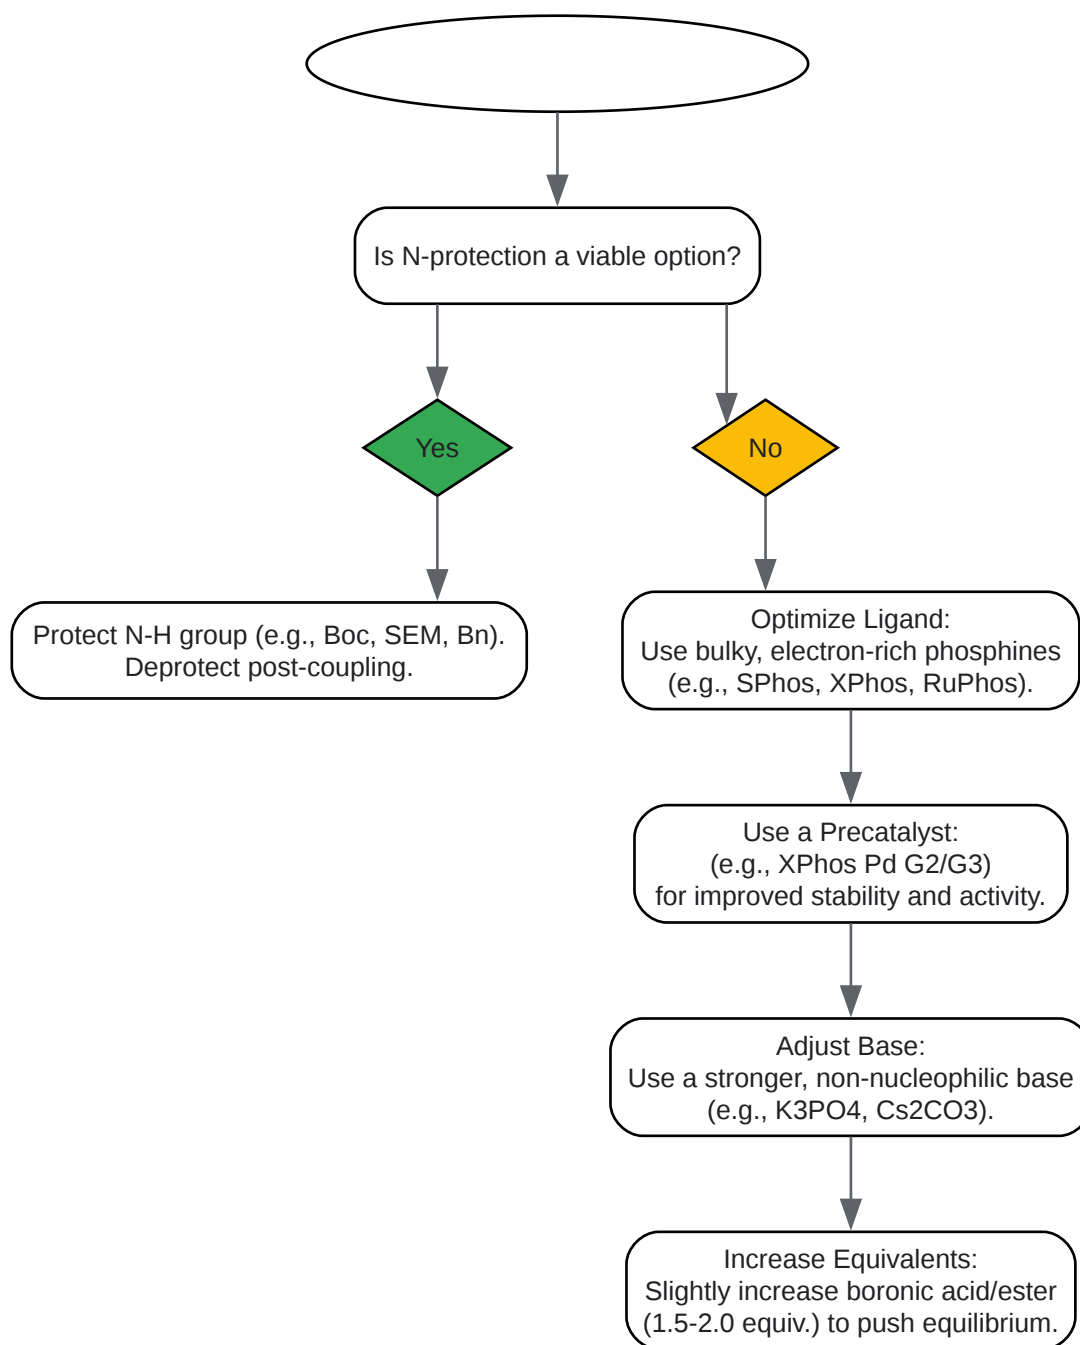 Is N-protection a viable option?
Yes
No
Protect N-H group (e.g., Boc, SEM, Bn).
Deprotect post-coupling.
Optimize Ligand:
Use bulky, electron-rich phosphines
(e.g., SPhos, XPhos, RuPhos).
Use a Precatalyst:
(e.g., XPhos Pd G2/G3)
for improved stability and activity.
Adjust Base:
Use a stronger, non-nucleophilic base
(e.g., K3PO4, Cs2CO3).
Increase Equivalents:
Slightly increase boronic acid/ester
(1.5-2.0 equiv.) to push equilibrium.